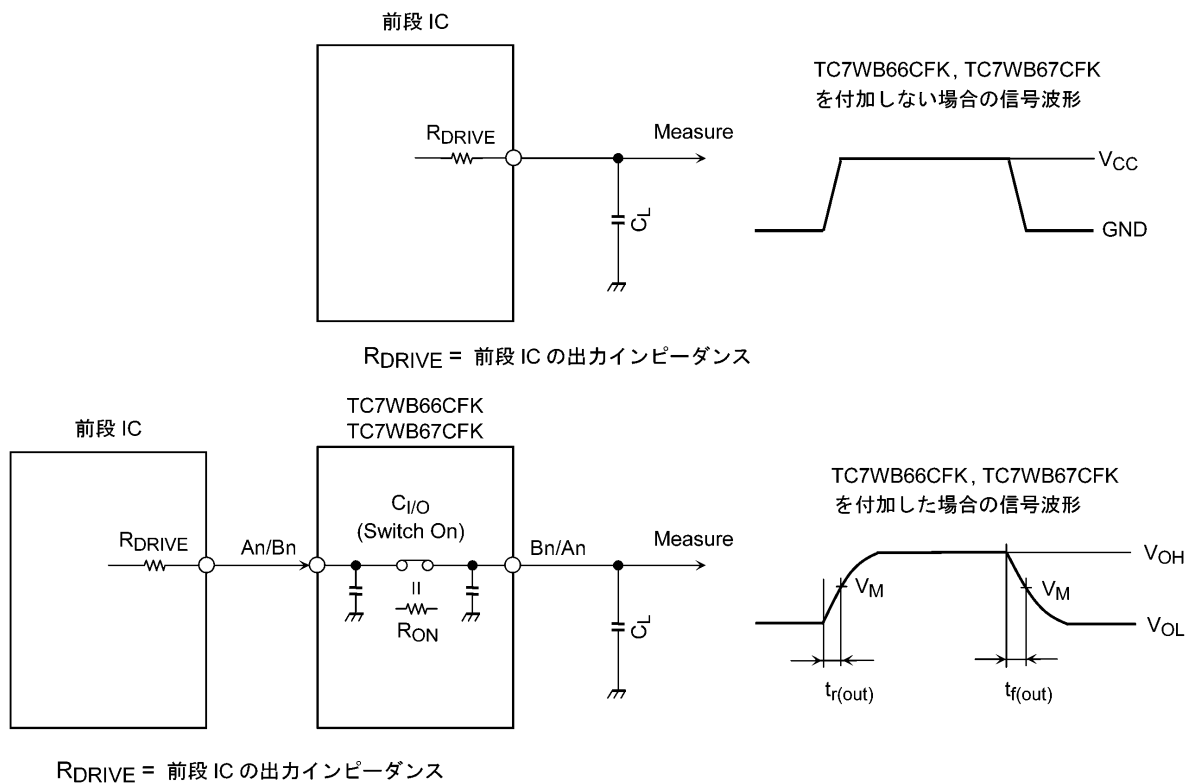 前段 IC
RDRIVE
Measure
CL
TC7WB66CFK, TC7WB67CFK
を付加しない場合の信号波形
VCC
GND
RDRIVE = 前段 IC の出力インピーダンス
前段 IC
RDRIVE
An/Bn
TC7WB66CFK
TC7WB67CFK
CI/O
(Switch On)
RON
Bn/An
Measure
CL
TC7WB66CFK, TC7WB67CFK
を付加した場合の信号波形
VOH
VM
VM
VOL
tr(out)
tf(out)
RDRIVE = 前段 IC の出力インピーダンス